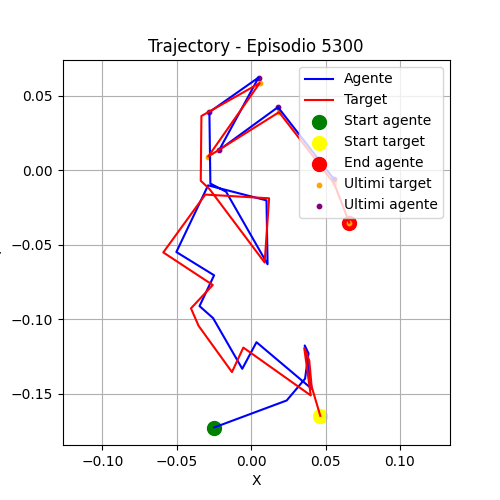 Trajectory - Episodio 5300
Agente
Target
Start agente
Start target
End agente
Ultimi target
Ultimi agente
0.05
0.00
−0.05
−0.10
−0.15
−0.10
−0.05
0.00
0.05
0.10
X